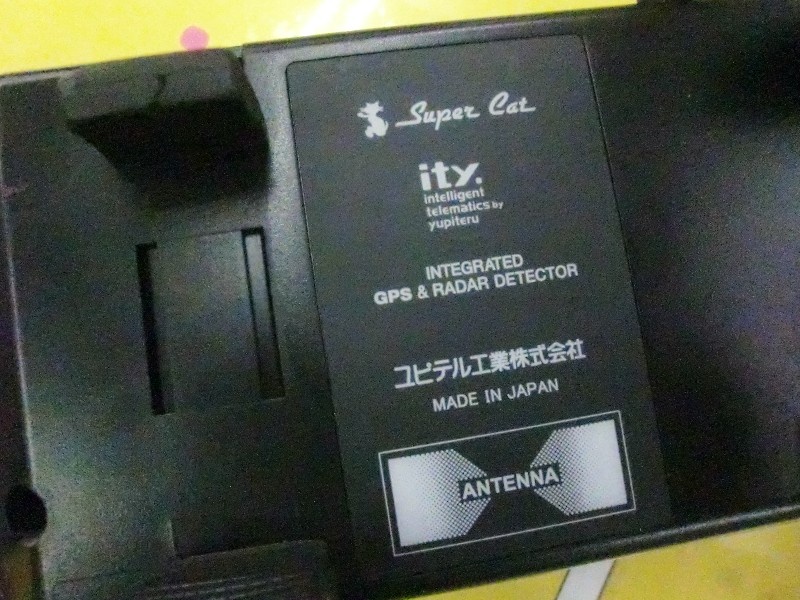 Super Cat
ity.
intelligent
telematics by
yupiteru
INTEGRATED
GPS & RADAR DETECTOR
ユピテル工業株式会社
MADE IN JAPAN
ANTENNA